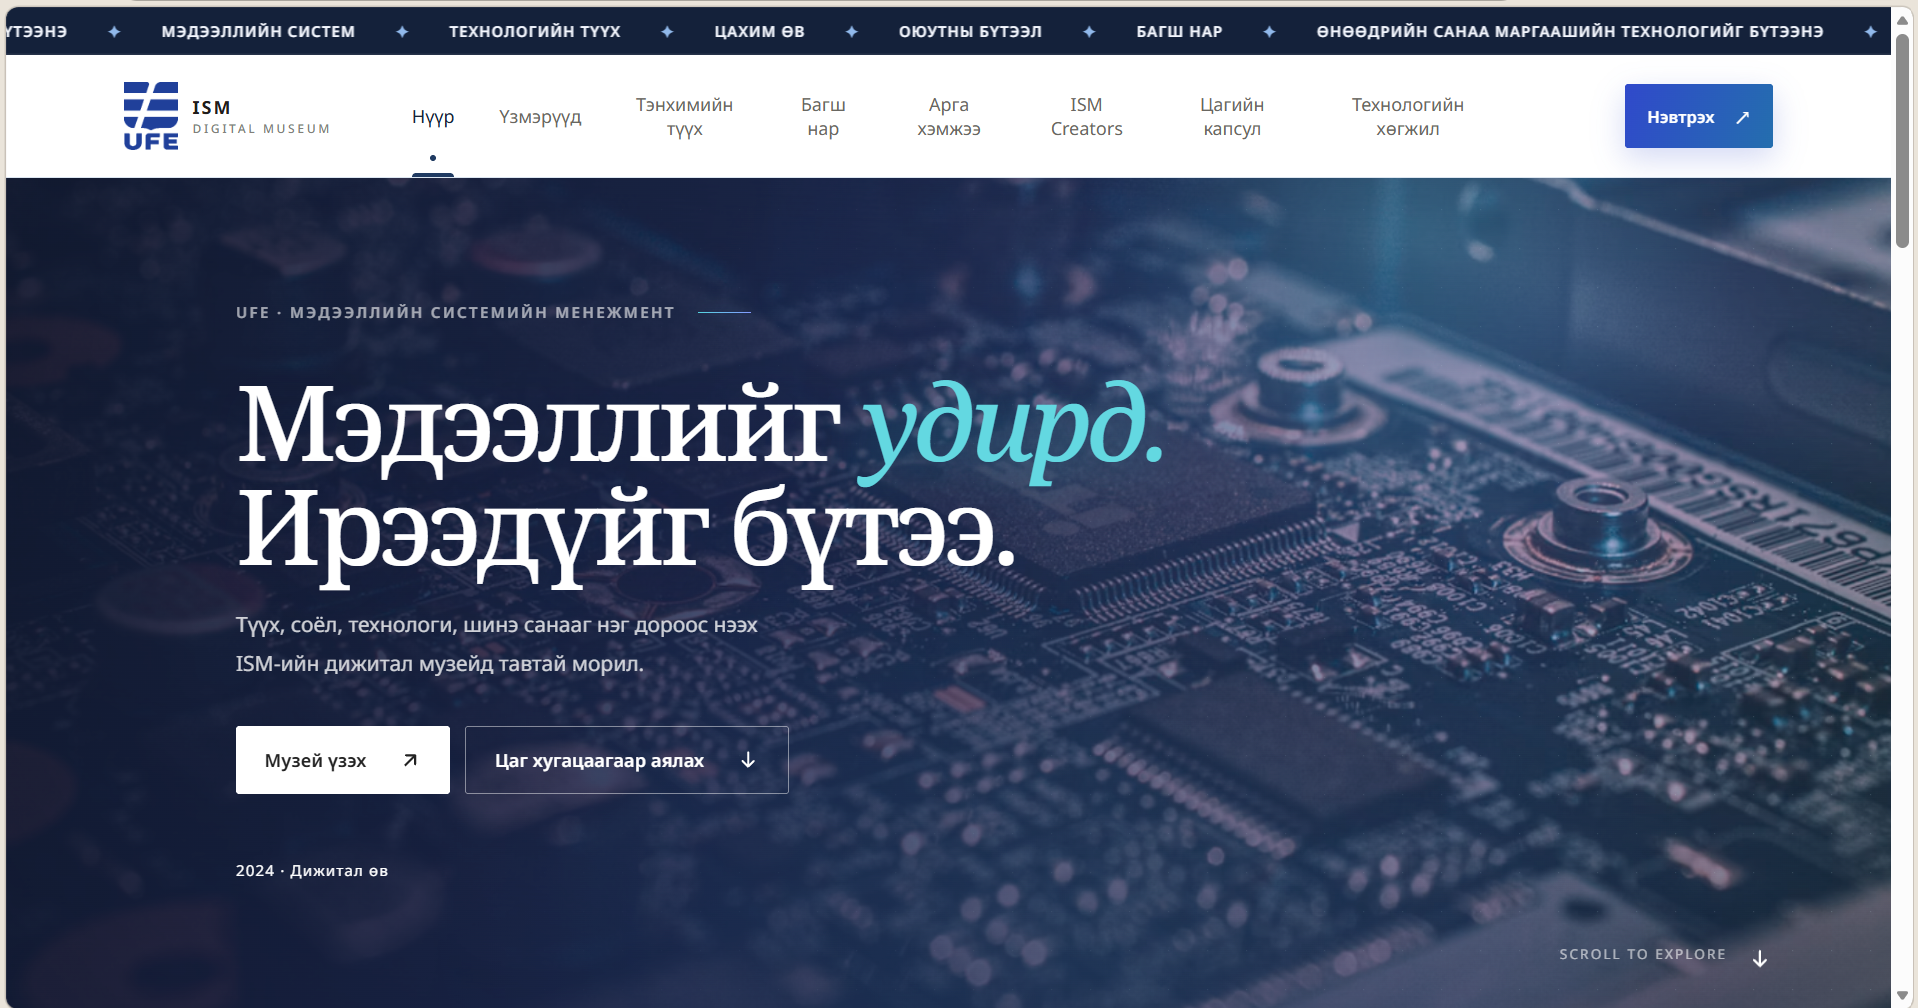 ҮТЭЭНЭ ✦ МЭДЭЭЛЛИЙН СИСТЕМ ✦ ТЕХНОЛОГИЙН ТҮҮХ ✦ ЦАХИМ ӨВ ✦ ОЮУТНЫ БҮТЭЭЛ ✦ БАГШ НАР ✦ ӨНӨӨДРИЙН САНАА МАРГААШИЙН ТЕХНОЛОГИЙГ БҮТЭЭНЭ ✦
UFE
ISM
DIGITAL MUSEUM
Нүүр
Үзмэрүүд
Тэнхимийн
түүх
Багш
нар
Арга
хэмжээ
ISM
Creators
Цагийн
капсул
Технологийн
хөгжил
Нэвтрэх ↗
UFE · МЭДЭЭЛЛИЙН СИСТЕМИЙН МЕНЕЖМЕНТ
Мэдээллийг удирд.
Ирээдүйг бүтээ.
Түүх, соёл, технологи, шинэ санааг нэг дороос нээх
ISM-ийн дижитал музейд тавтай морил.
Музей үзэх ↗
Цаг хугацаагаар аялах ↓
2024 · Дижитал өв
SCROLL TO EXPLORE ↓